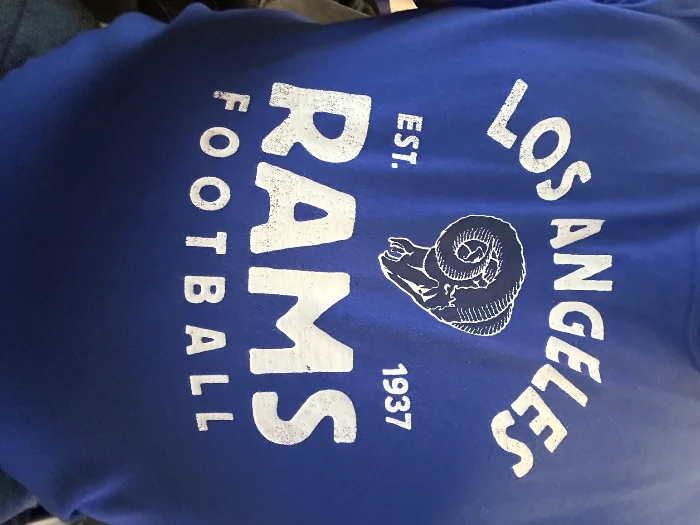 LOS ANGELES
EST. 1937
RAMS
FOOTBALL